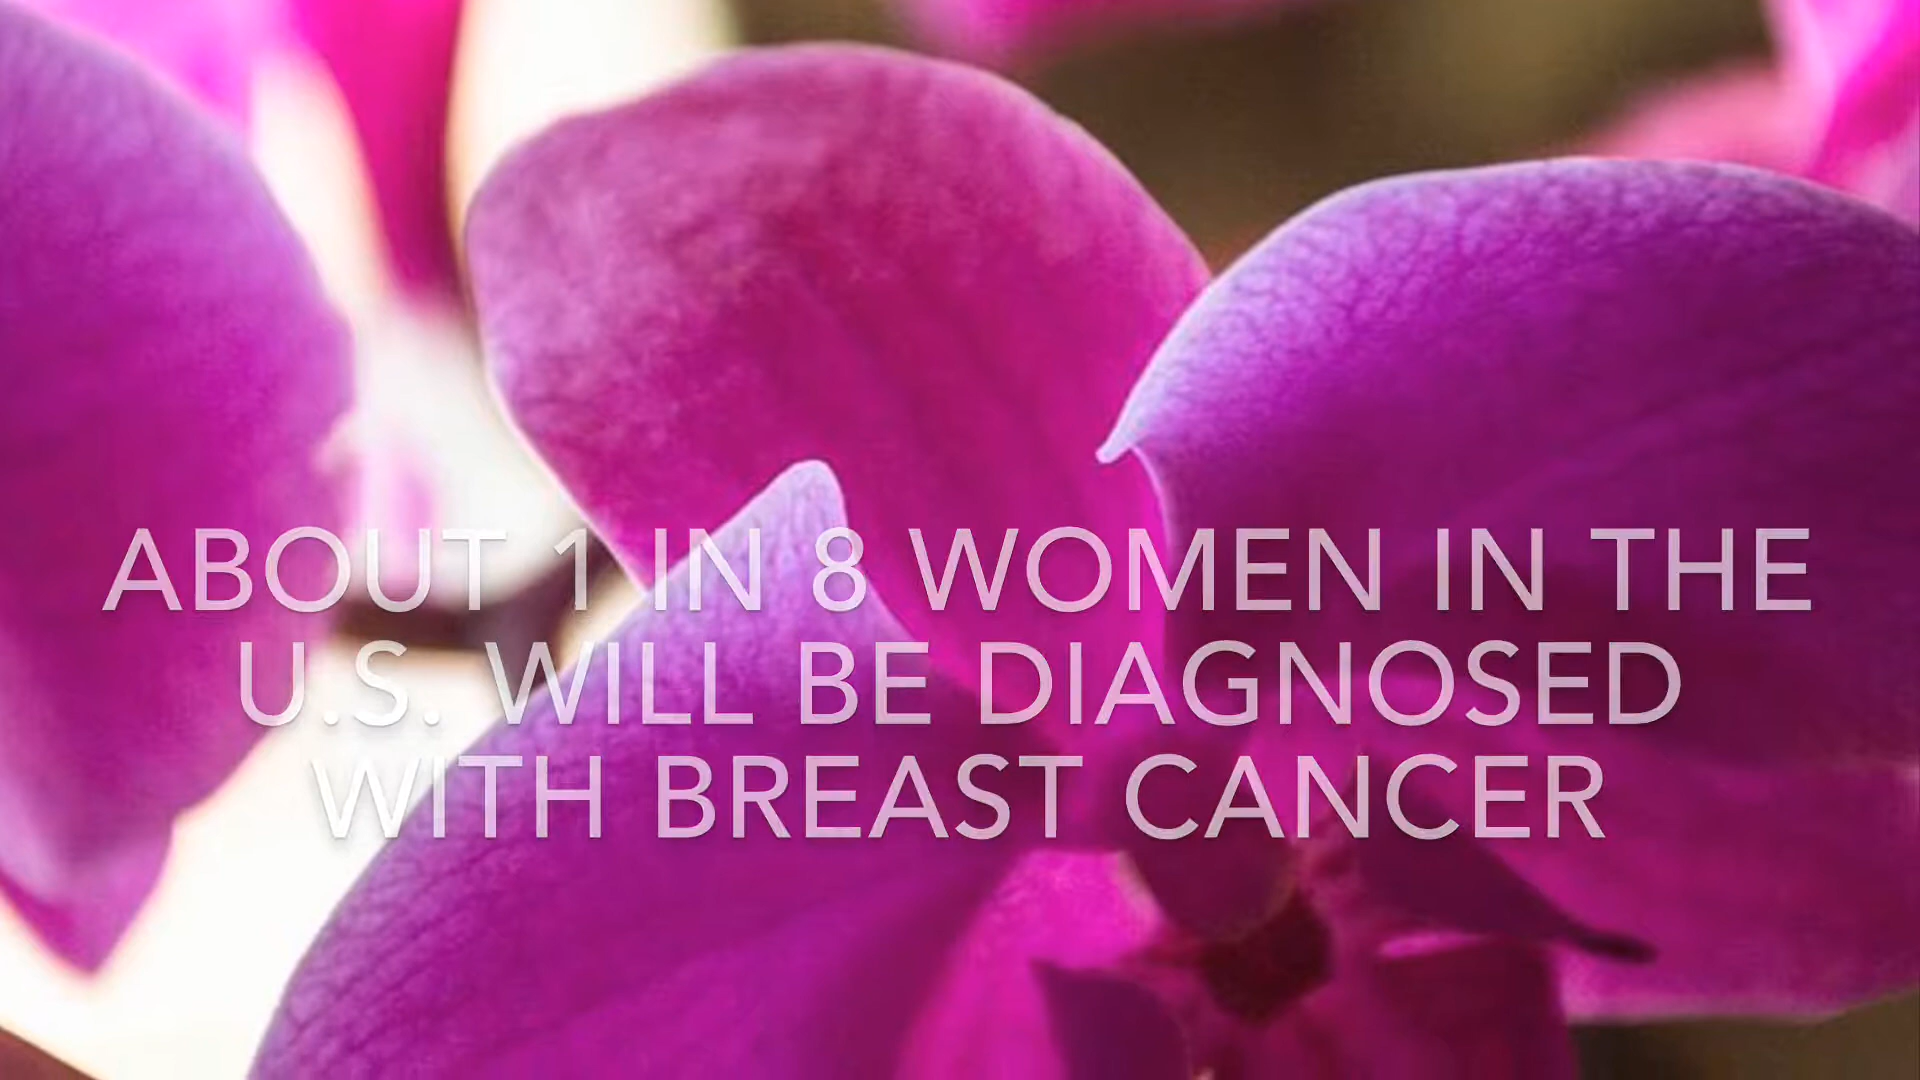 ABOUT 1 IN 8 WOMEN IN THE
U.S. WILL BE DIAGNOSED
WITH BREAST CANCER